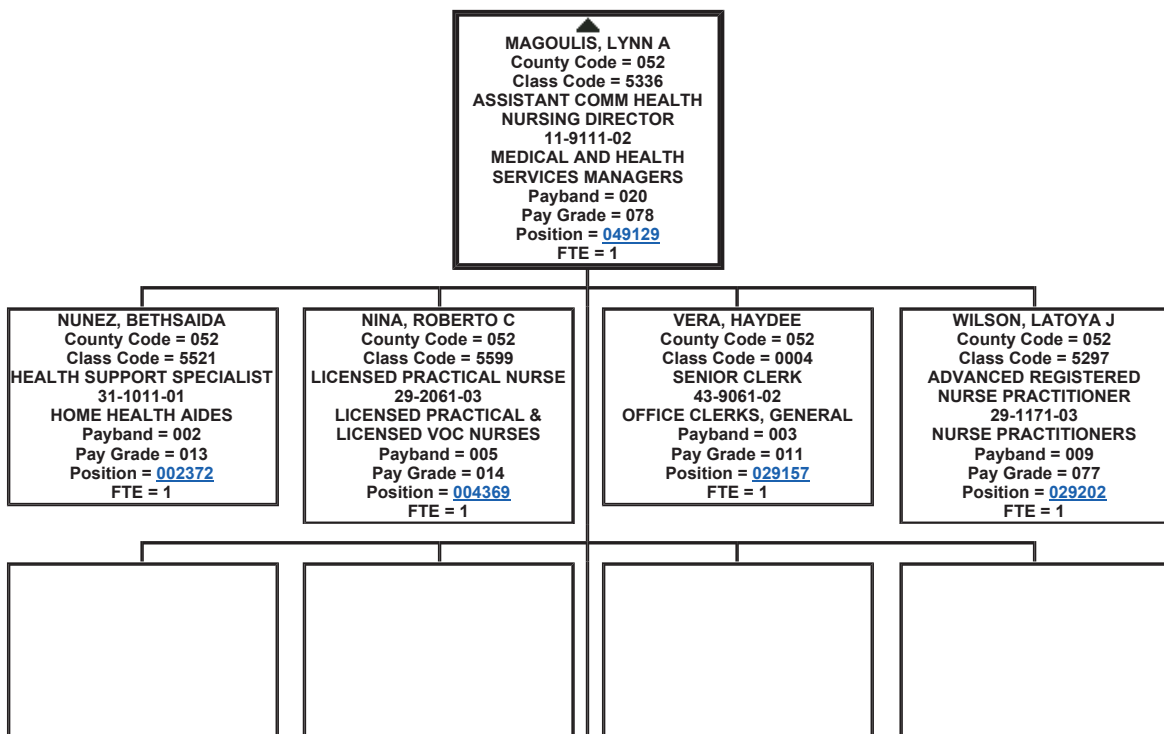 MAGOULIS, LYNN A
County Code = 052
Class Code = 5336
ASSISTANT COMM HEALTH
NURSING DIRECTOR
11-9111-02
MEDICAL AND HEALTH
SERVICES MANAGERS
Payband = 020
Pay Grade = 078
Position = 049129
FTE = 1
NUNEZ, BETHSAIDA
County Code = 052
Class Code = 5521
HEALTH SUPPORT SPECIALIST
31-1011-01
HOME HEALTH AIDES
Payband = 002
Pay Grade = 013
Position = 002372
FTE = 1
NINA, ROBERTO C
County Code = 052
Class Code = 5599
LICENSED PRACTICAL NURSE
29-2061-03
LICENSED PRACTICAL &
LICENSED VOC NURSES
Payband = 005
Pay Grade = 014
Position = 004369
FTE = 1
VERA, HAYDEE
County Code = 052
Class Code = 0004
SENIOR CLERK
43-9061-02
OFFICE CLERKS, GENERAL
Payband = 003
Pay Grade = 011
Position = 029157
FTE = 1
WILSON, LATOYA J
County Code = 052
Class Code = 5297
ADVANCED REGISTERED
NURSE PRACTITIONER
29-1171-03
NURSE PRACTITIONERS
Payband = 009
Pay Grade = 077
Position = 029202
FTE = 1